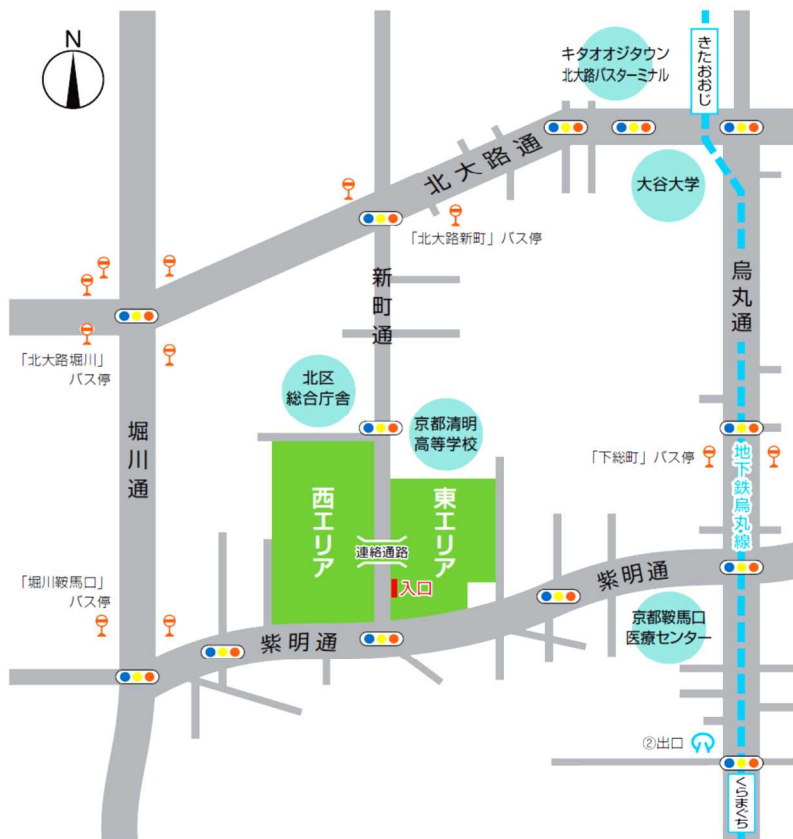 N
キタオオジタウン
北大路バスターミナル
きたおおじ
北大路通
大谷大学
「北大路新町」バス停
新町通
烏丸通
「北大路堀川」
バス停
北区
総合庁舎
京都清明
高等学校
堀川通
「下総町」バス停
地下鉄烏丸線
西エリア
東エリア
連絡通路
入口
紫明通
「堀川鞍馬口」
バス停
京都鞍馬口
医療センター
紫明通
②出口
くらまぐち